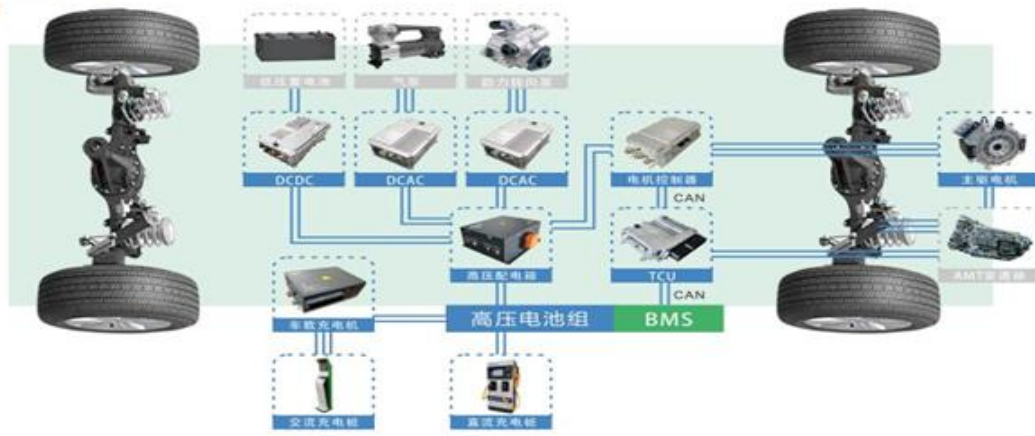 低压蓄电池
气泵
助力转向泵
DCDC
DCAC
DCAC
电机控制器
主驱电机
CAN
高压配电箱
TCU
AMT变速箱
CAN
车载充电机
高压电池组
BMS
交流充电桩
直流充电桩